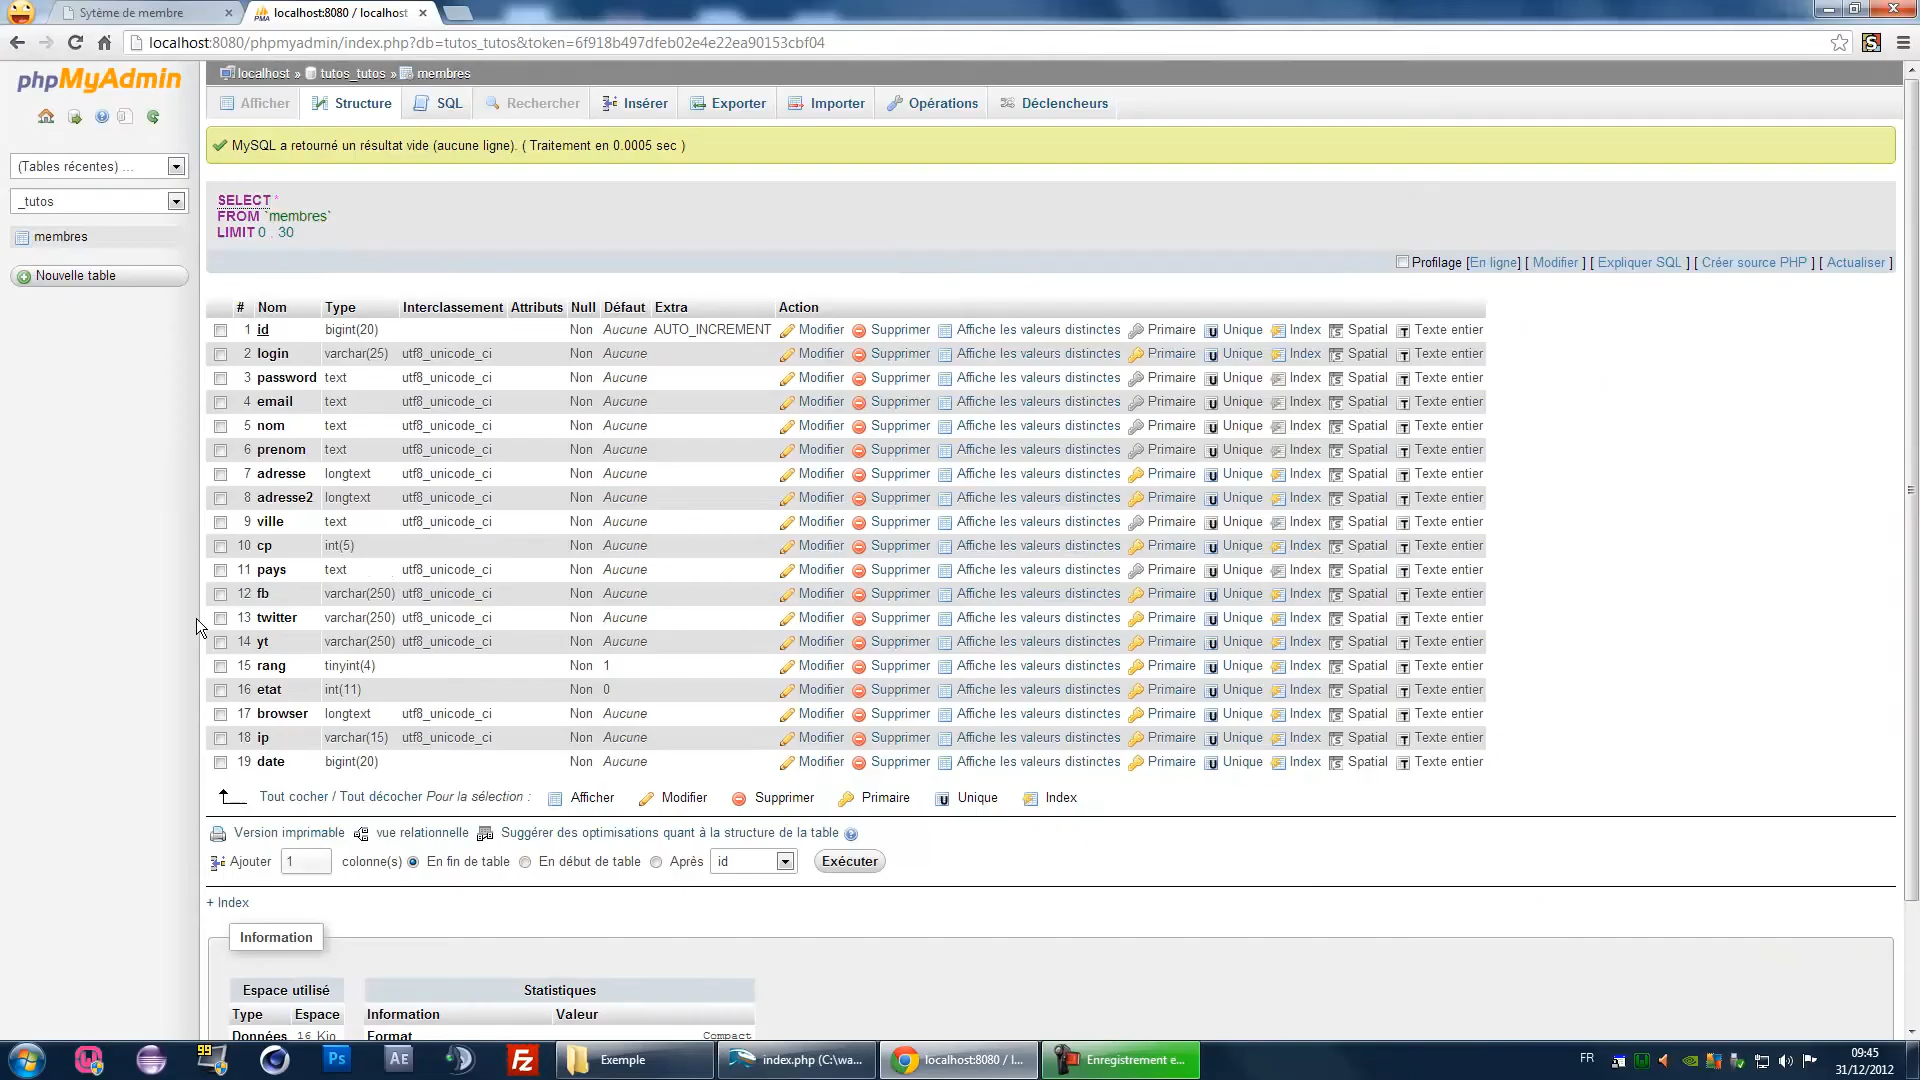 Sytème de membre
localhost:8080 / localhost
localhost:8080/phpmyadmin/index.php?db=tutos_tutos&token=6f918b497dfeb02e4e22ea90153cbf04
phpMyAdmin
(Tables récentes) ...
_tutos
membres
Nouvelle table
localhost » tutos_tutos » membres
Afficher Structure SQL Rechercher Insérer Exporter Importer Opérations Déclencheurs
MySQL a retourné un résultat vide (aucune ligne). ( Traitement en 0.0005 sec )
SELECT *
FROM `membres`
LIMIT 0 , 30
Profilage [En ligne] [ Modifier ] [ Expliquer SQL ] [ Créer source PHP ] [ Actualiser ]
# Nom Type Interclassement Attributs Null Défaut Extra Action
1 id bigint(20) Non Aucune AUTO_INCREMENT Modifier Supprimer Affiche les valeurs distinctes Primaire Unique Index Spatial Texte entier
2 login varchar(25) utf8_unicode_ci Non Aucune Modifier Supprimer Affiche les valeurs distinctes Primaire Unique Index Spatial Texte entier
3 password text utf8_unicode_ci Non Aucune Modifier Supprimer Affiche les valeurs distinctes Primaire Unique Index Spatial Texte entier
4 email text utf8_unicode_ci Non Aucune Modifier Supprimer Affiche les valeurs distinctes Primaire Unique Index Spatial Texte entier
5 nom text utf8_unicode_ci Non Aucune Modifier Supprimer Affiche les valeurs distinctes Primaire Unique Index Spatial Texte entier
6 prenom text utf8_unicode_ci Non Aucune Modifier Supprimer Affiche les valeurs distinctes Primaire Unique Index Spatial Texte entier
7 adresse longtext utf8_unicode_ci Non Aucune Modifier Supprimer Affiche les valeurs distinctes Primaire Unique Index Spatial Texte entier
8 adresse2 longtext utf8_unicode_ci Non Aucune Modifier Supprimer Affiche les valeurs distinctes Primaire Unique Index Spatial Texte entier
9 ville text utf8_unicode_ci Non Aucune Modifier Supprimer Affiche les valeurs distinctes Primaire Unique Index Spatial Texte entier
10 cp int(5) Non Aucune Modifier Supprimer Affiche les valeurs distinctes Primaire Unique Index Spatial Texte entier
11 pays text utf8_unicode_ci Non Aucune Modifier Supprimer Affiche les valeurs distinctes Primaire Unique Index Spatial Texte entier
12 fb varchar(250) utf8_unicode_ci Non Aucune Modifier Supprimer Affiche les valeurs distinctes Primaire Unique Index Spatial Texte entier
13 twitter varchar(250) utf8_unicode_ci Non Aucune Modifier Supprimer Affiche les valeurs distinctes Primaire Unique Index Spatial Texte entier
14 yt varchar(250) utf8_unicode_ci Non Aucune Modifier Supprimer Affiche les valeurs distinctes Primaire Unique Index Spatial Texte entier
15 rang tinyint(4) Non 1 Modifier Supprimer Affiche les valeurs distinctes Primaire Unique Index Spatial Texte entier
16 etat int(11) Non 0 Modifier Supprimer Affiche les valeurs distinctes Primaire Unique Index Spatial Texte entier
17 browser longtext utf8_unicode_ci Non Aucune Modifier Supprimer Affiche les valeurs distinctes Primaire Unique Index Spatial Texte entier
18 ip varchar(15) utf8_unicode_ci Non Aucune Modifier Supprimer Affiche les valeurs distinctes Primaire Unique Index Spatial Texte entier
19 date bigint(20) Non Aucune Modifier Supprimer Affiche les valeurs distinctes Primaire Unique Index Spatial Texte entier
Tout cocher / Tout décocher Pour la sélection : Afficher Modifier Supprimer Primaire Unique Index
Version imprimable vue relationnelle Suggérer des optimisations quant à la structure de la table
Ajouter 1 colonne(s) En fin de table En début de table Après id Exécuter
+ Index
Information
Espace utilisé Statistiques
Type Espace Information Valeur
Données 16 Kio Format Compact
99 Ps AE Fz Exemple index.php (C:\wa... localhost:8080 / l... Enregistrement e... FR 09:45
31/12/2012